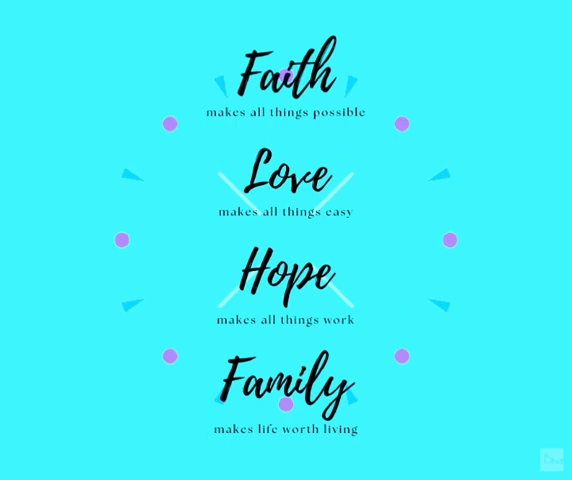 Faith
makes all things possible
Love
makes all things easy
Hope
makes all things work
Family
makes life worth living